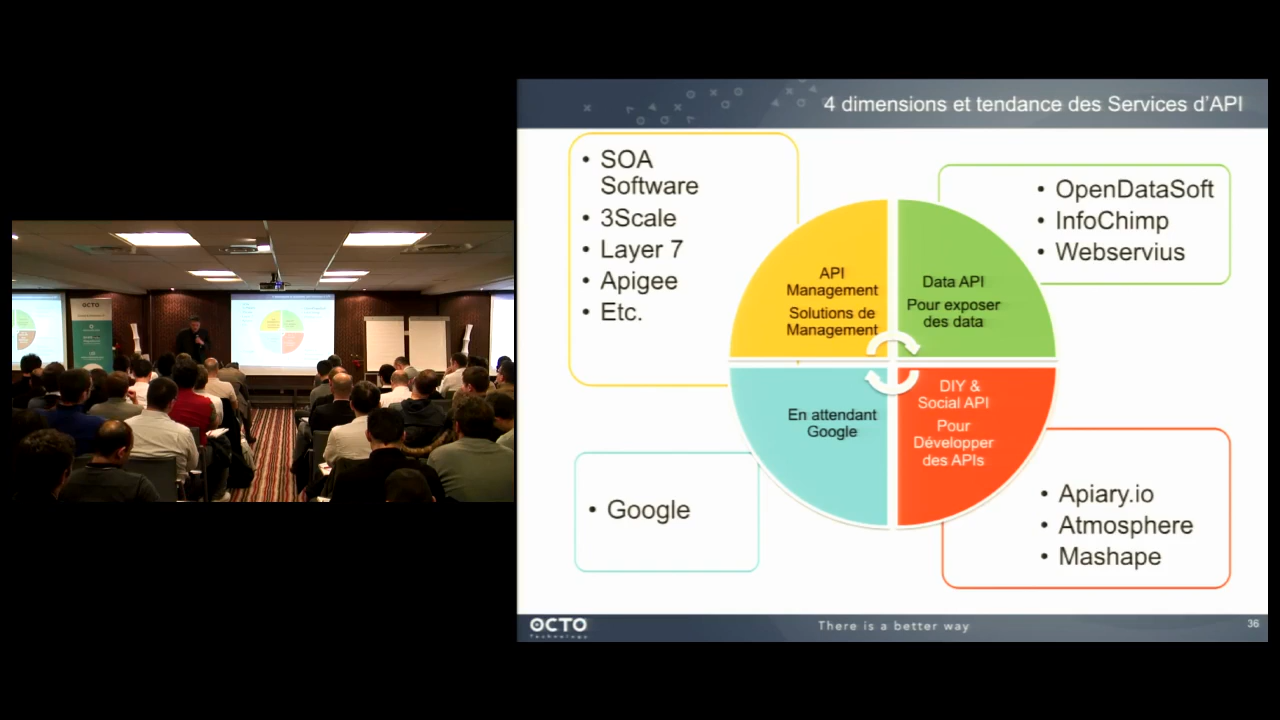 4 dimensions et tendance des Services d'API
• SOA
Software
• 3Scale
• Layer 7
• Apigee
• Etc.
• OpenDataSoft
• InfoChimp
• Webservius
API
Management
Solutions de
Management
Data API
Pour exposer
des data
En attendant
Google
DIY &
Social API
Pour
Développer
des APIs
• Google
• Apiary.io
• Atmosphere
• Mashape
OCTO
Technology
There is a better way
36
OCTO